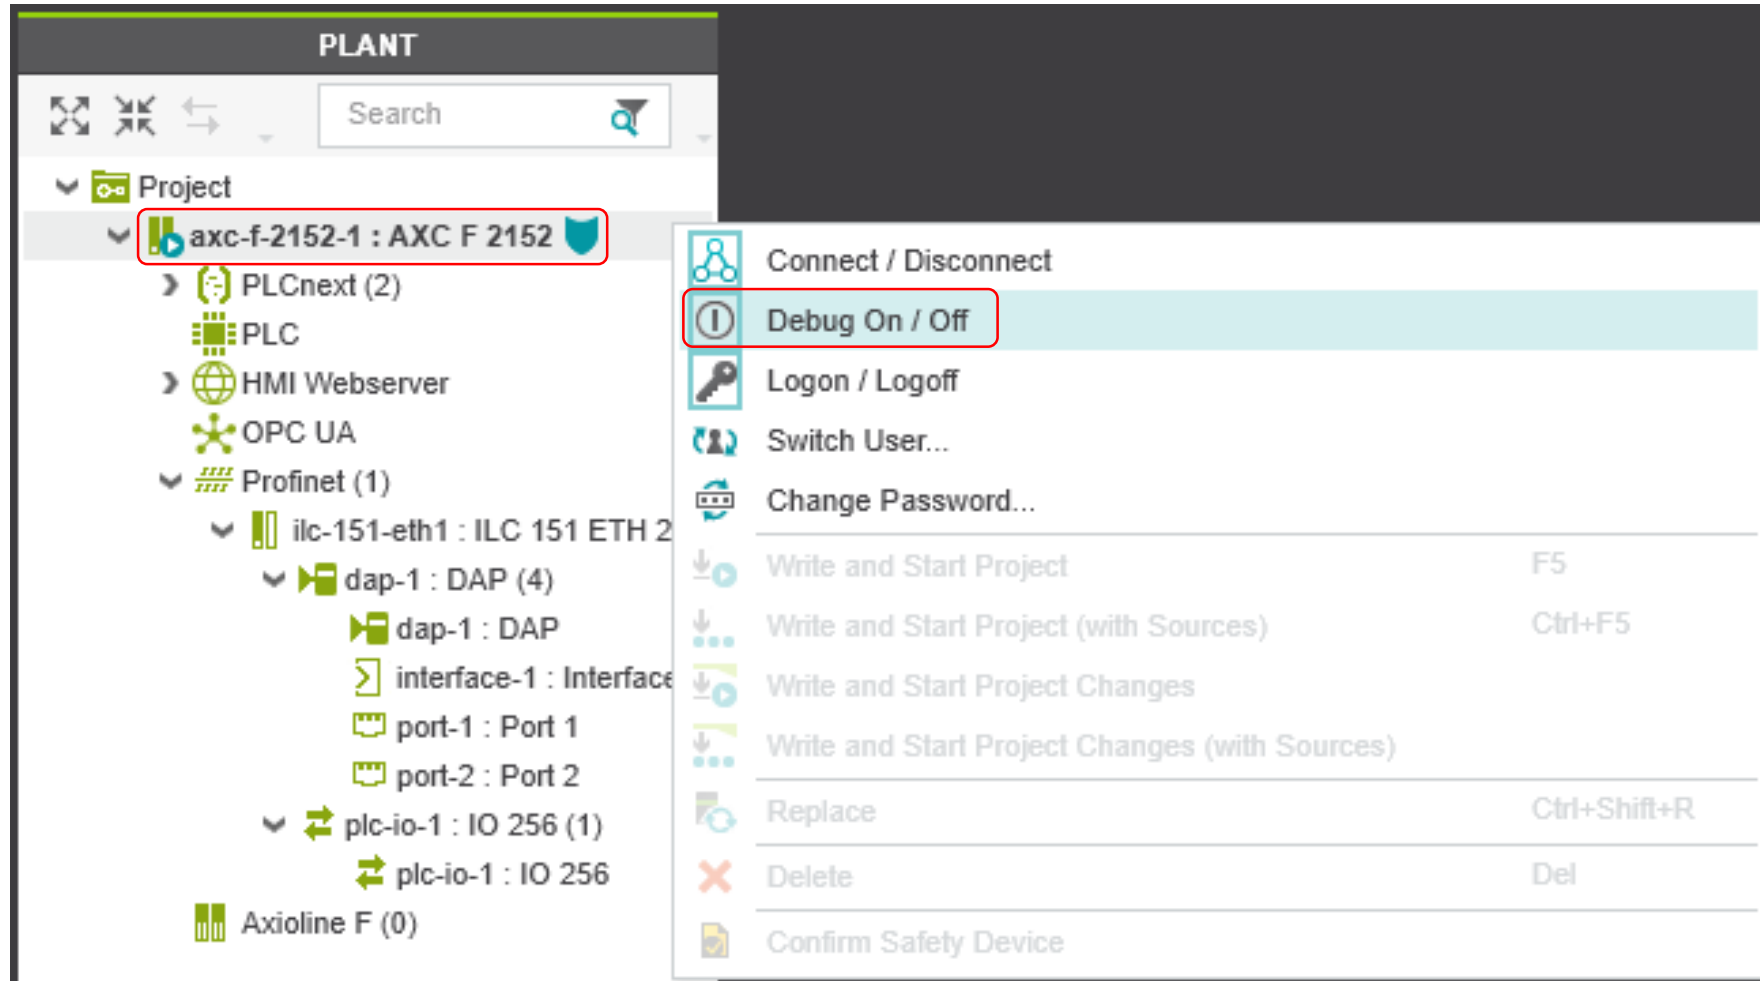 PLANT
Search
Project
axc-f-2152-1 : AXC F 2152
PLCnext (2)
PLC
HMI Webserver
OPC UA
Profinet (1)
ilc-151-eth1 : ILC 151 ETH 2
dap-1 : DAP (4)
dap-1 : DAP
interface-1 : Interface
port-1 : Port 1
port-2 : Port 2
plc-io-1 : IO 256 (1)
plc-io-1 : IO 256
Axioline F (0)
Connect / Disconnect
Debug On / Off
Logon / Logoff
Switch User...
Change Password...
Write and Start Project F5
Write and Start Project (with Sources) Ctrl+F5
Write and Start Project Changes
Write and Start Project Changes (with Sources)
Replace Ctrl+Shift+R
Delete Del
Confirm Safety Device